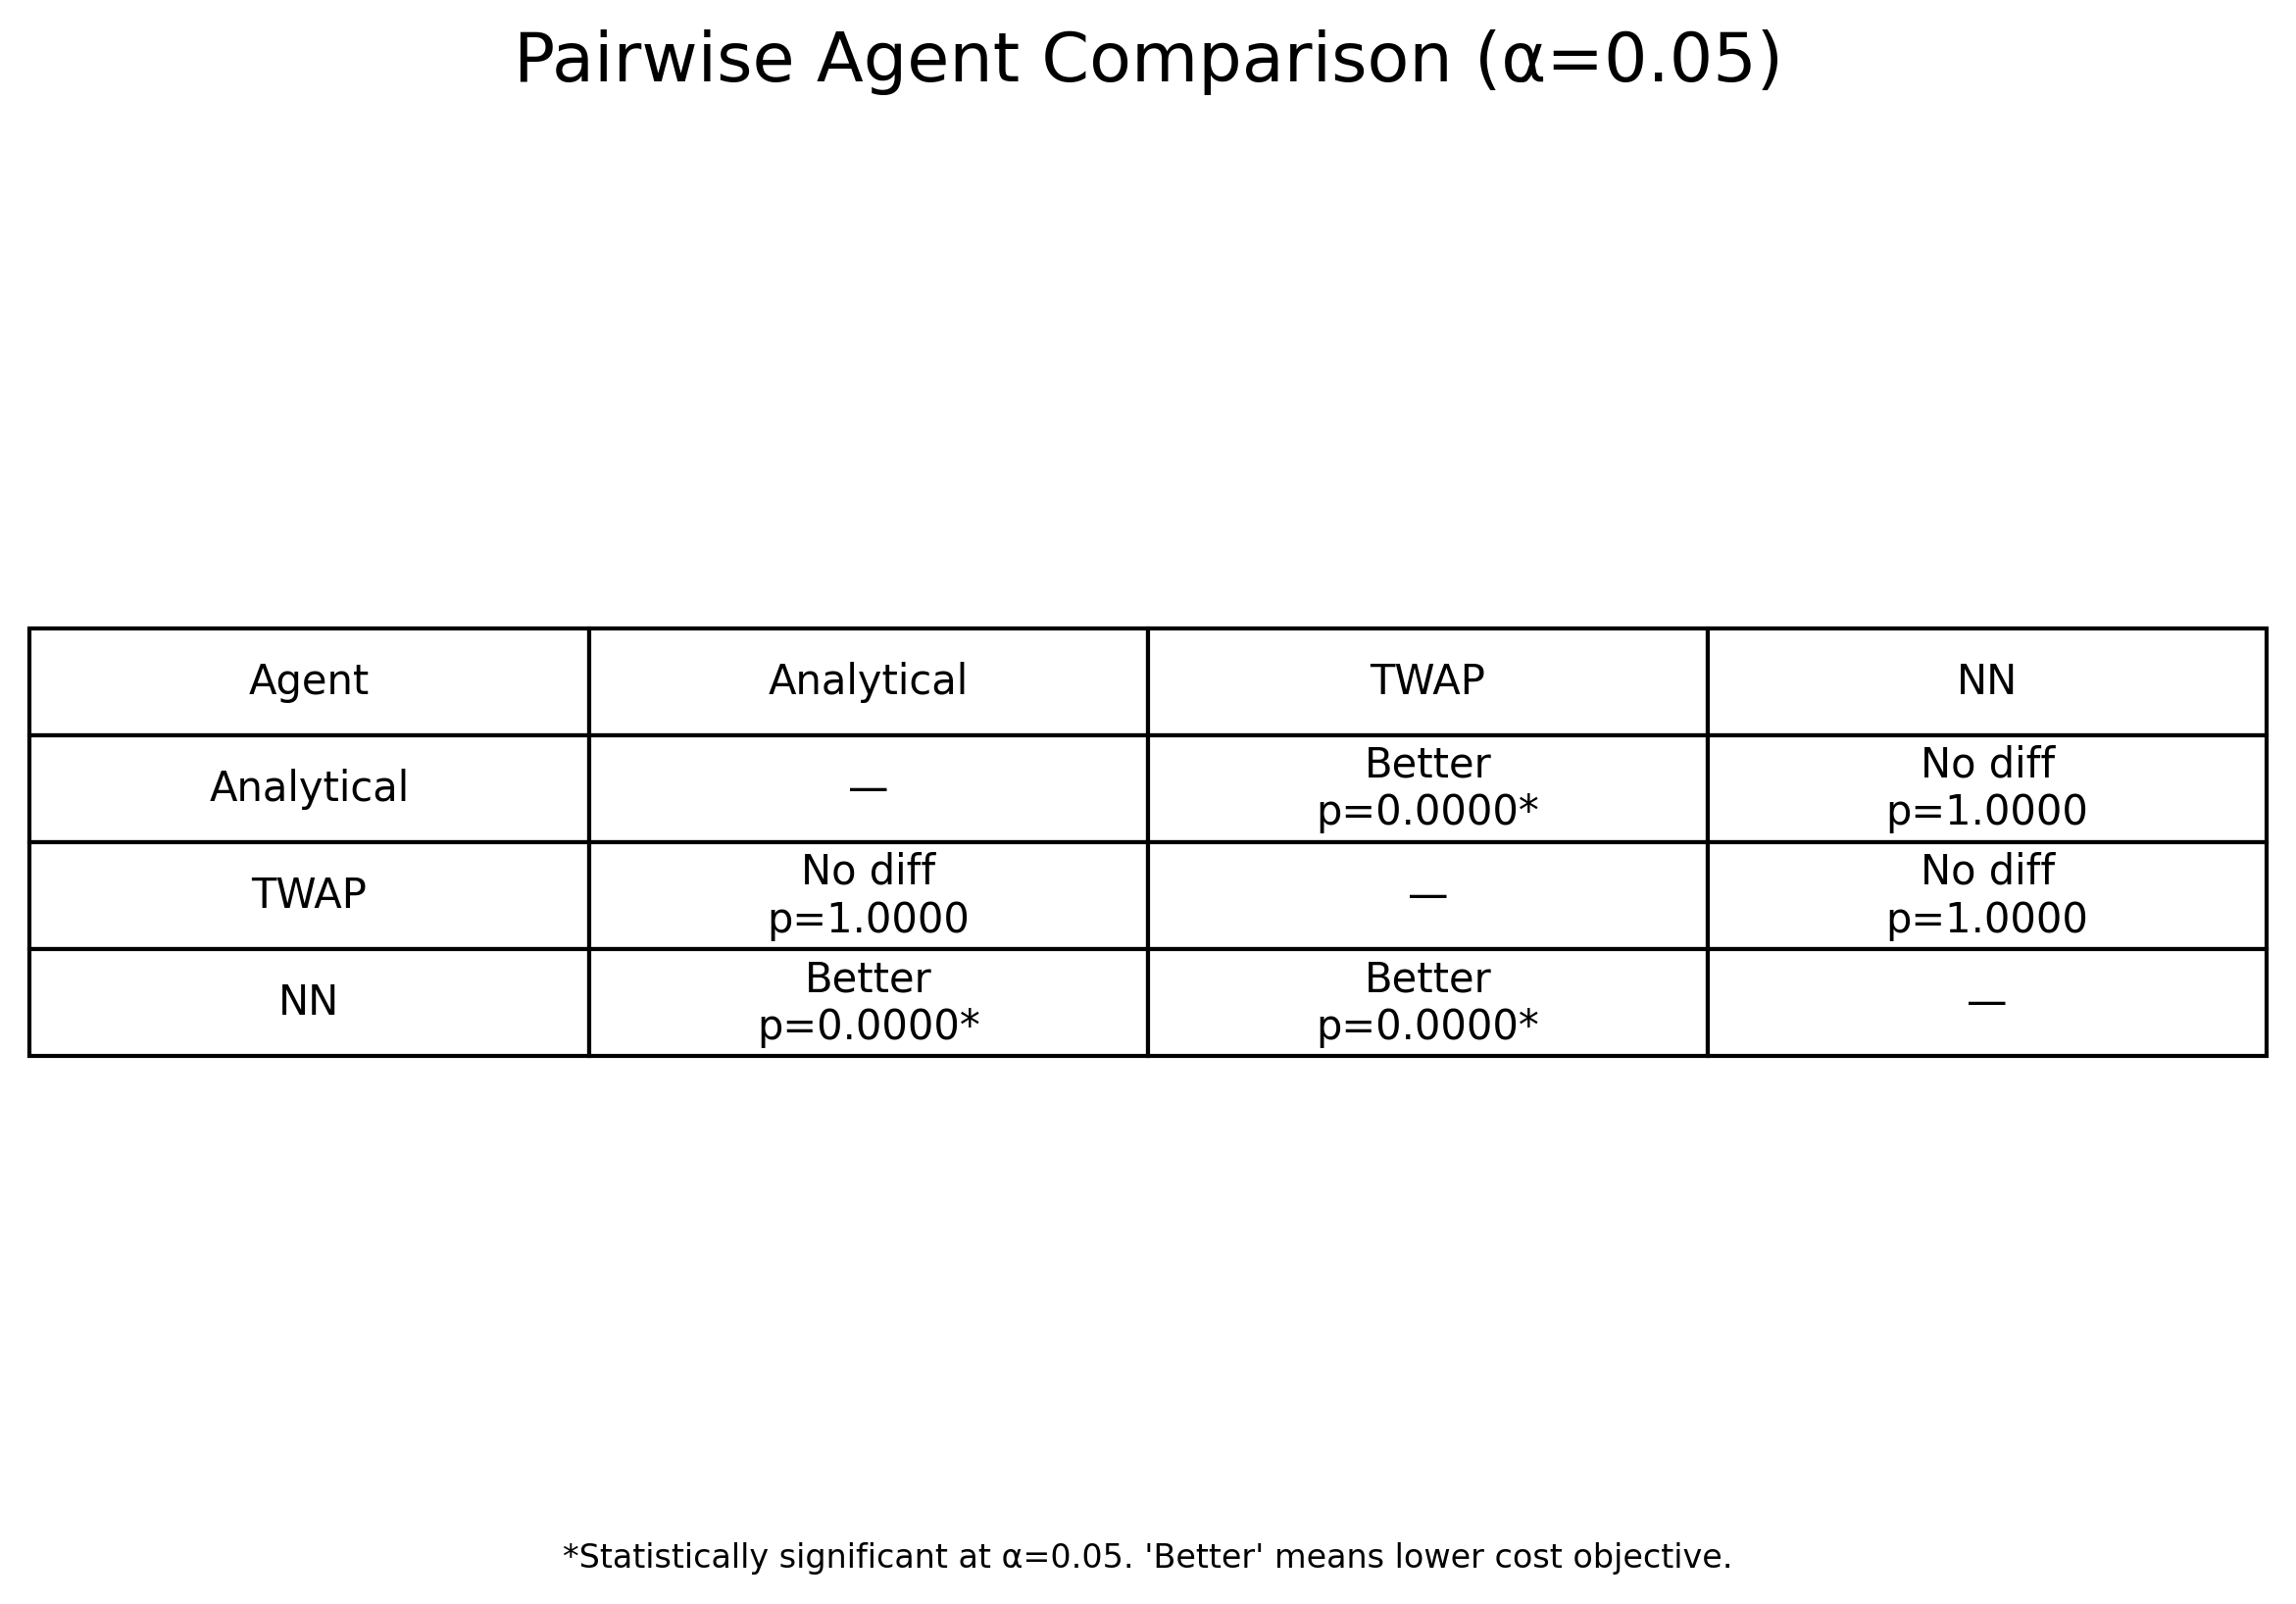 Pairwise Agent Comparison (α=0.05)
Agent Analytical TWAP NN
Analytical — Better p=0.0000* No diff p=1.0000
TWAP No diff p=1.0000 — No diff p=1.0000
NN Better p=0.0000* Better p=0.0000* —
*Statistically significant at α=0.05. 'Better' means lower cost objective.